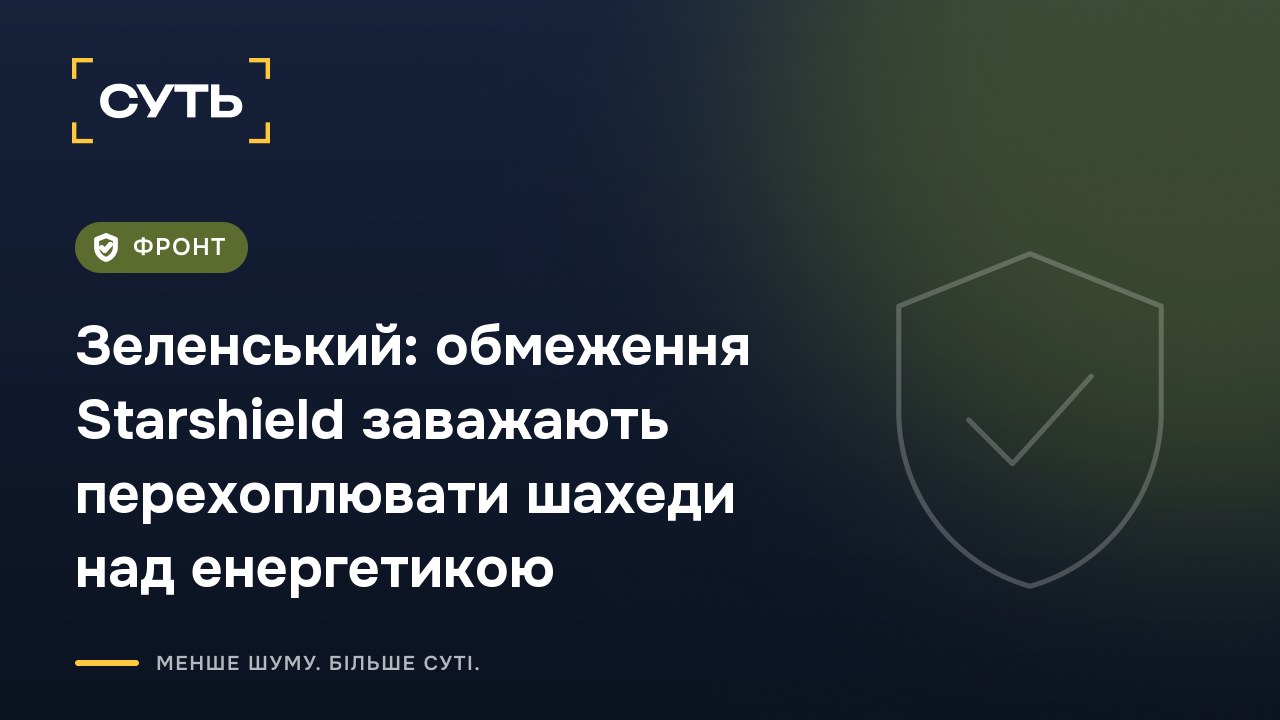 СУТЬ
ФРОНТ
Зеленський: обмеження
Starshield заважають
перехоплювати шахеди
над енергетикою
МЕНШЕ ШУМУ. БІЛЬШЕ СУТІ.